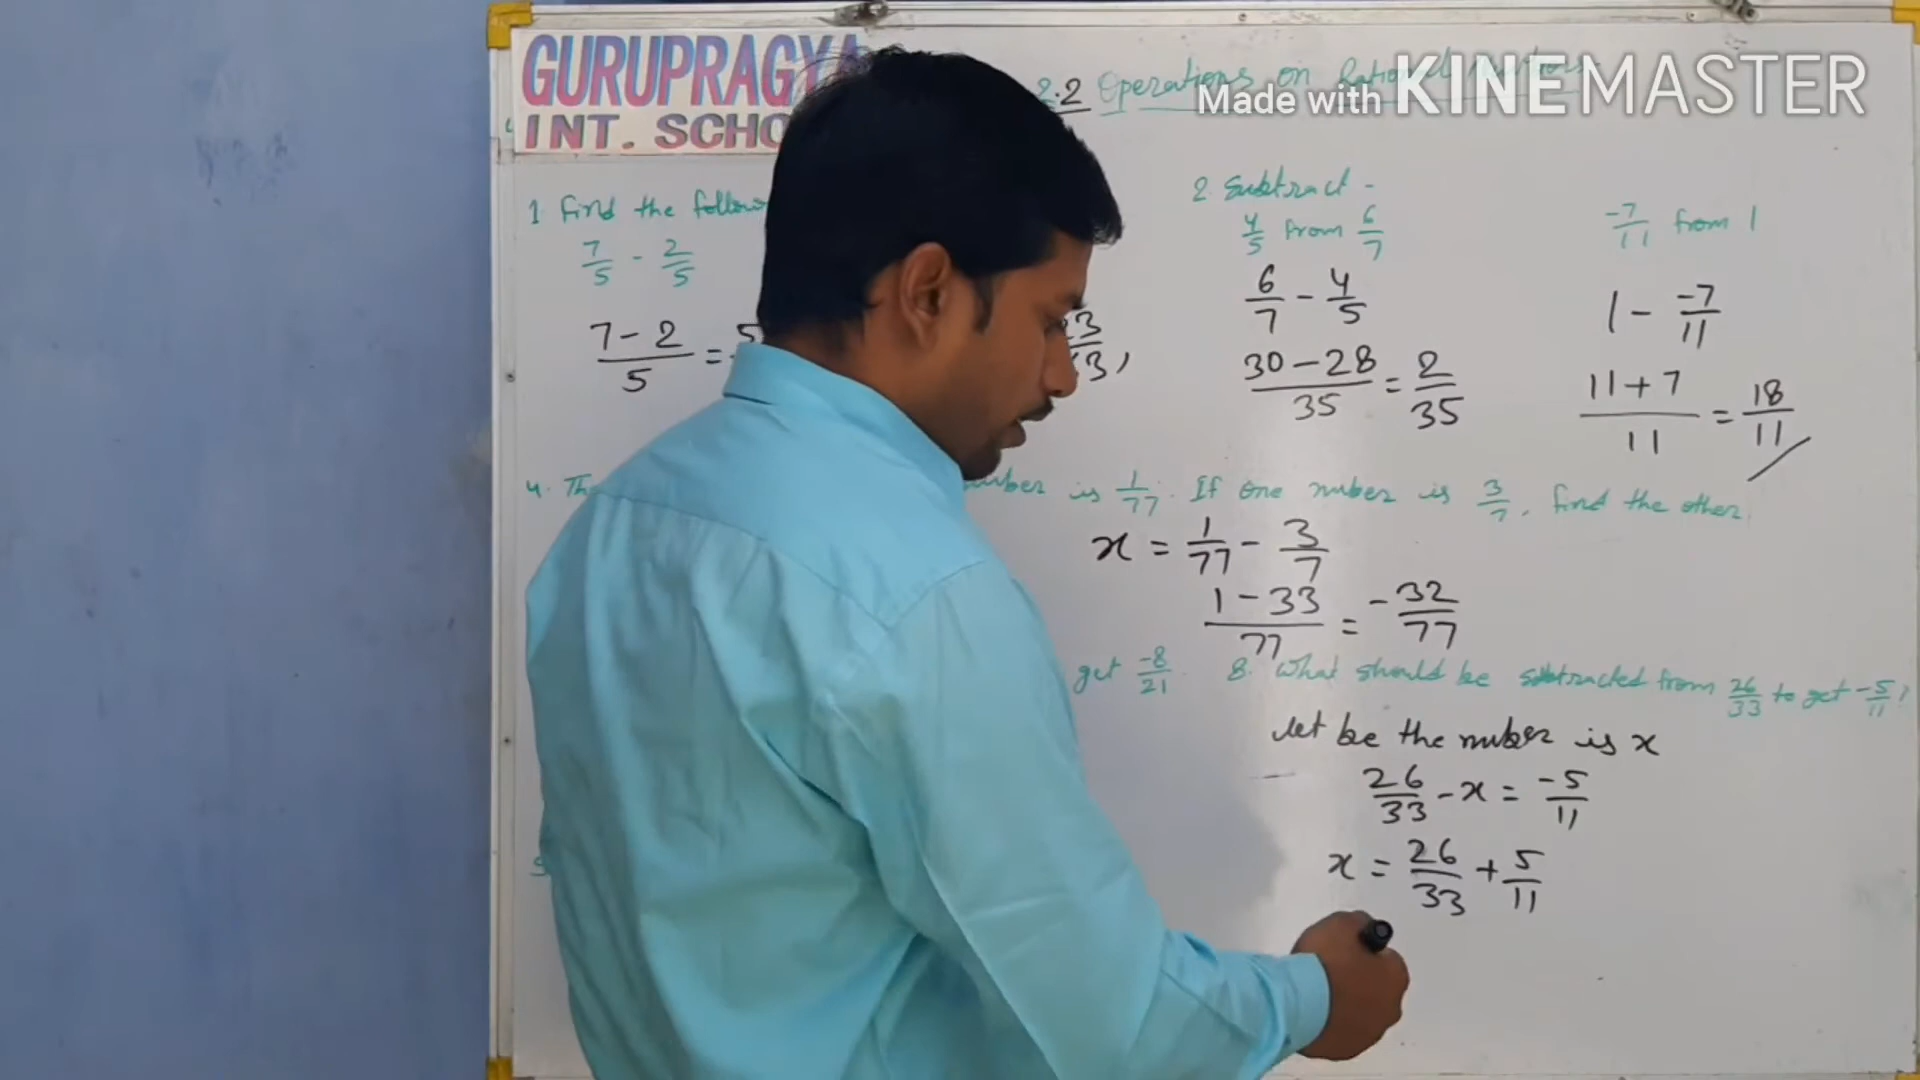 GURUPRAGYA
INT. SCHO
2.2 Operations on Rational
Made with KINEMASTER
1. Find the follow
7/5 - 2/5
(7 - 2)/5 =
2. Subtract -
4/5 from 6/7
6/7 - 4/5
(30 - 28)/35 = 2/35
-7/11 from 1
1 - -7/11
(11 + 7)/11 = 18/11
4. Th is 1/77. If one nuber is 3/7, find the other.
x = 1/77 - 3/7
(1 - 33)/77 = -32/77
get -8/21
8. What should be subtracted from 26/33 to get -5/11?
let be the nuber is x
26/33 - x = -5/11
x = 26/33 + 5/11